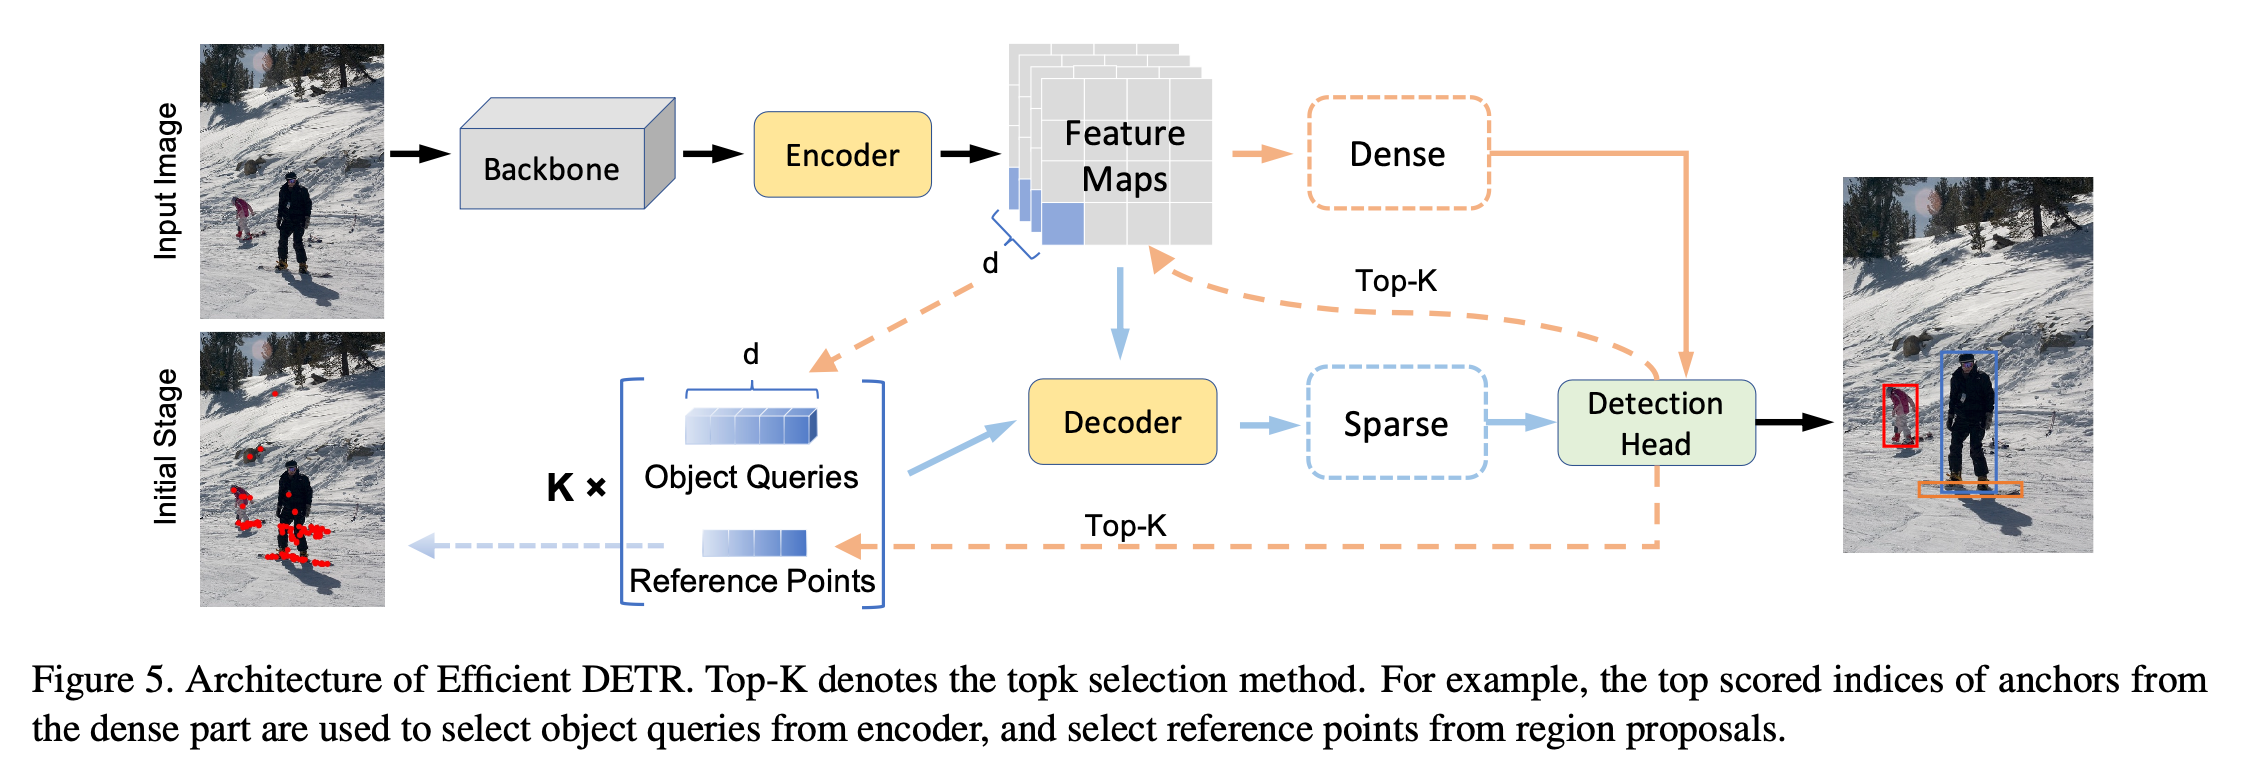 Input Image
Backbone
Encoder
Feature
Maps
Dense
d
Top-K
Initial Stage
d
K ×
Object Queries
Reference Points
Decoder
Sparse
Detection
Head
Top-K
Figure 5. Architecture of Efficient DETR. Top-K denotes the topk selection method. For example, the top scored indices of anchors from
the dense part are used to select object queries from encoder, and select reference points from region proposals.